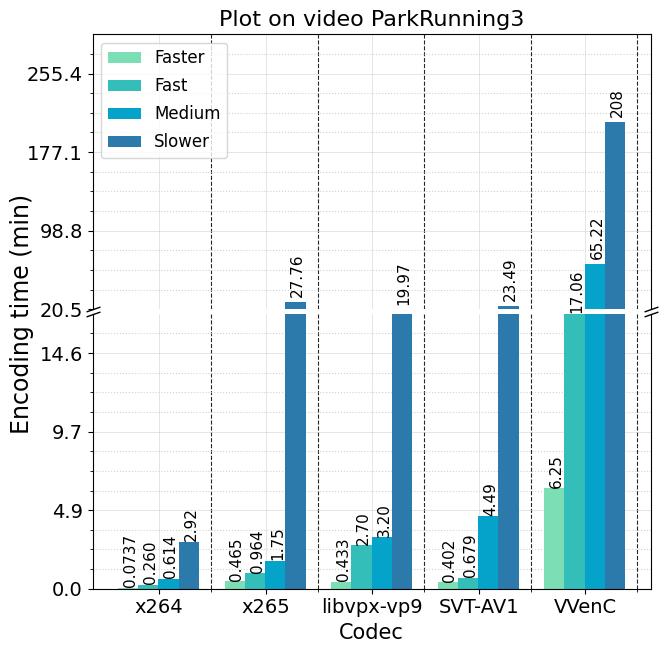 Plot on video ParkRunning3
Faster
Fast
Medium
Slower
Encoding time (min)
255.4
177.1
98.8
20.5
14.6
9.7
4.9
0.0
0.0737
0.260
0.614
2.92
0.465
0.964
1.75
27.76
0.433
2.70
3.20
19.97
0.402
0.679
4.49
23.49
6.25
17.06
65.22
208
x264
x265
libvpx-vp9
SVT-AV1
VVenC
Codec